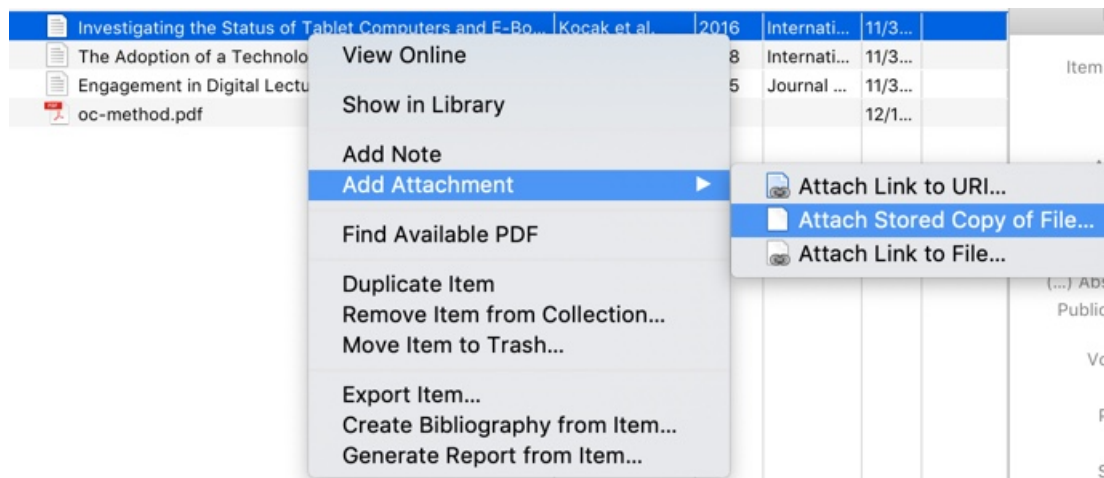 Investigating the Status of Tablet Computers and E-Bo... Kocak et al. 2016 Internati... 11/3...
The Adoption of a Technolo 8 Internati... 11/3...
Engagement in Digital Lectu 5 Journal ... 11/3...
oc-method.pdf 12/1...
View Online
Show in Library
Add Note
Add Attachment
Find Available PDF
Duplicate Item
Remove Item from Collection...
Move Item to Trash...
Export Item...
Create Bibliography from Item...
Generate Report from Item...
Attach Link to URI...
Attach Stored Copy of File...
Attach Link to File...
Item
(...) Abs
Public
Vo